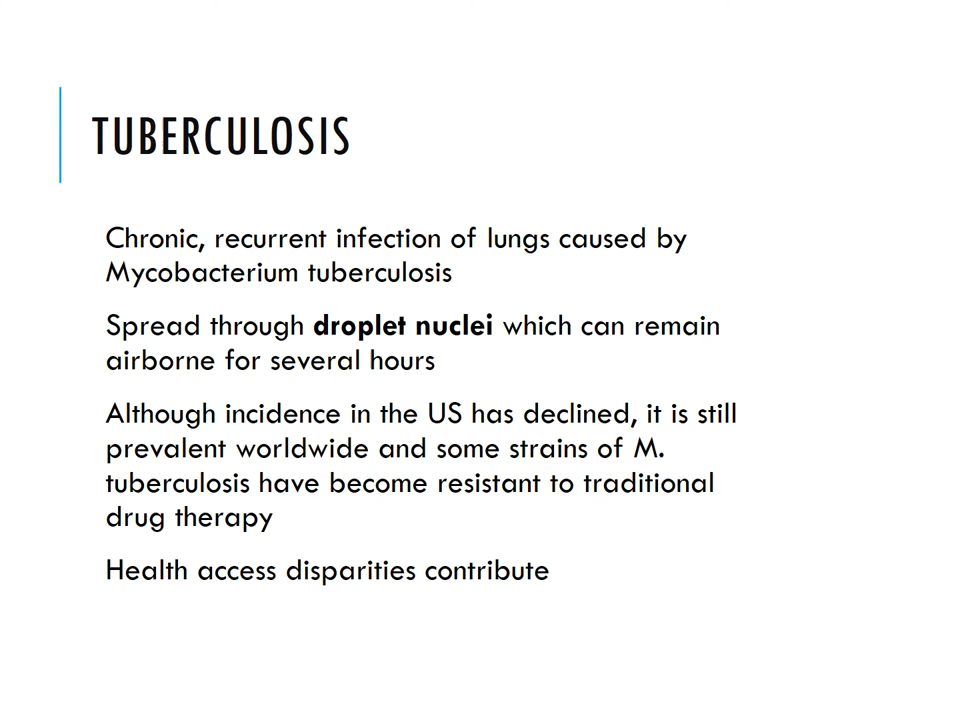 TUBERCULOSIS
Chronic, recurrent infection of lungs caused by
Mycobacterium tuberculosis
Spread through droplet nuclei which can remain
airborne for several hours
Although incidence in the US has declined, it is still
prevalent worldwide and some strains of M.
tuberculosis have become resistant to traditional
drug therapy
Health access disparities contribute